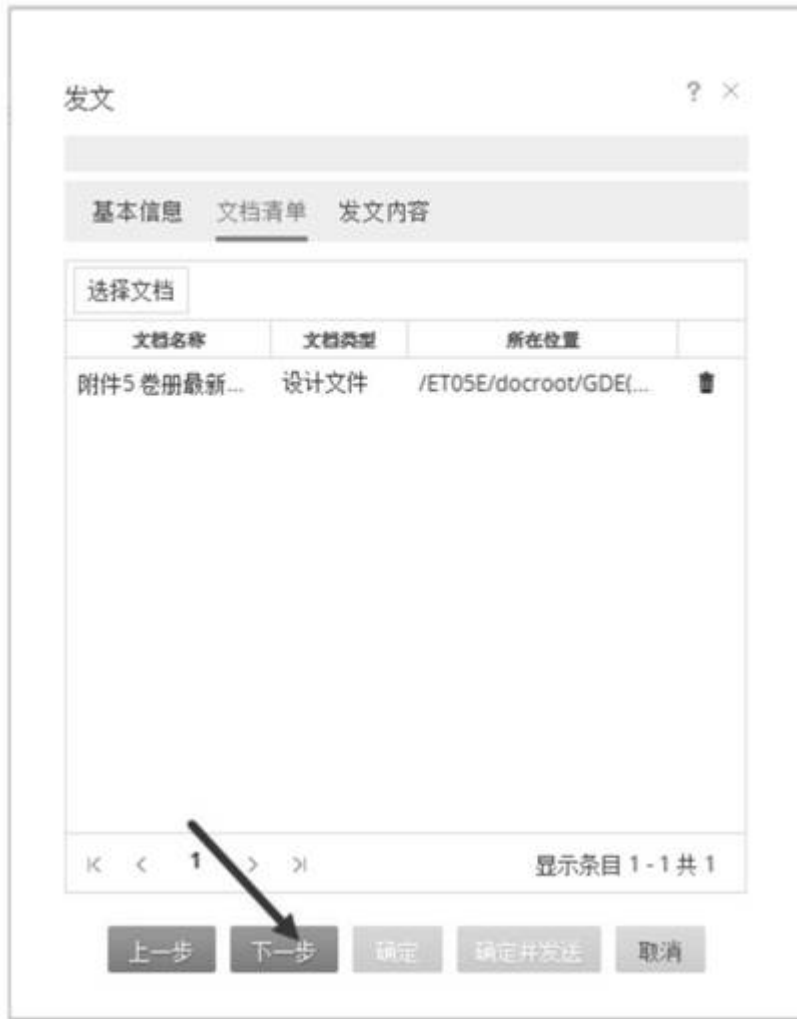 发文 ? ×
基本信息 文档清单 发文内容
选择文档
文档名称 文档类型 所在位置
附件5 卷册最新... 设计文件 /ET05E/docroot/GDE(...
1 显示条目 1 - 1 共 1
上一步 下一步 确定 确定并发送 取消